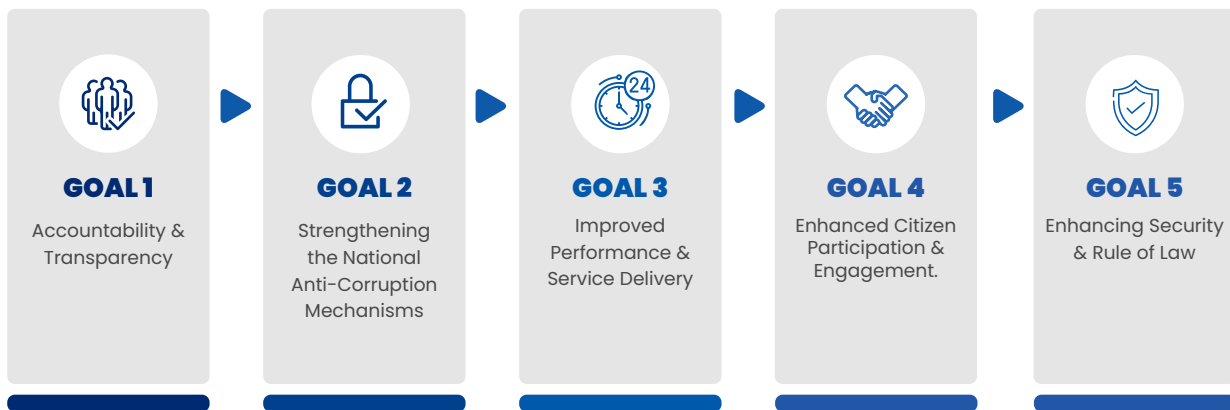 GOAL 1
Accountability &
Transparency
GOAL 2
Strengthening
the National
Anti-Corruption
Mechanisms
24
GOAL 3
Improved
Performance &
Service Delivery
GOAL 4
Enhanced Citizen
Participation &
Engagement.
GOAL 5
Enhancing Security
& Rule of Law